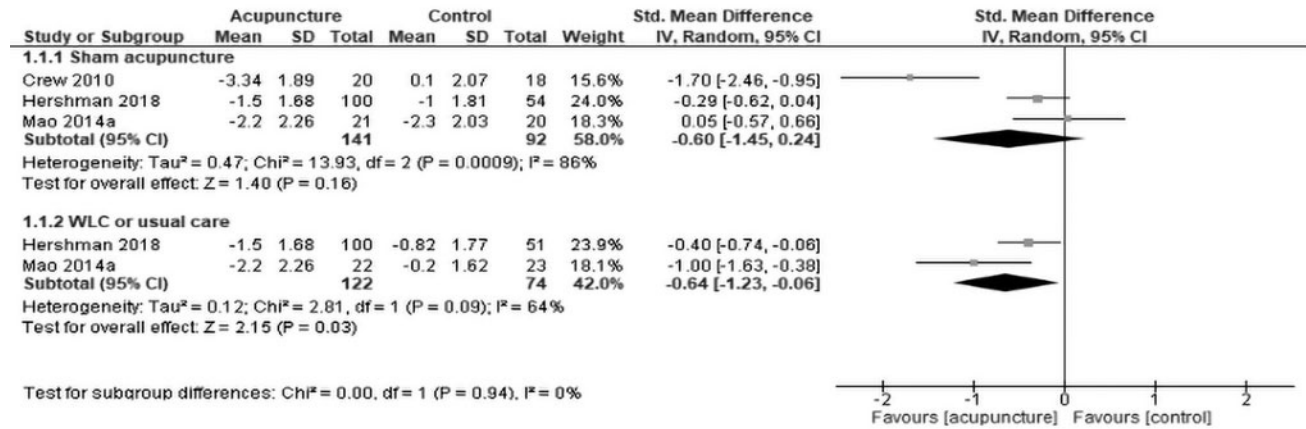 Acupuncture Control Std. Mean Difference Std. Mean Difference
Study or Subgroup Mean SD Total Mean SD Total Weight IV, Random, 95% CI IV, Random, 95% CI
1.1.1 Sham acupuncture
Crew 2010 -3.34 1.89 20 0.1 2.07 18 15.6% -1.70 [-2.46, -0.95]
Hershman 2018 -1.5 1.68 100 -1 1.81 54 24.0% -0.29 [-0.62, 0.04]
Mao 2014a -2.2 2.26 21 -2.3 2.03 20 18.3% 0.05 [-0.57, 0.66]
Subtotal (95% CI) 141 92 58.0% -0.60 [-1.45, 0.24]
Heterogeneity: Tau² = 0.47; Chi² = 13.93, df = 2 (P = 0.0009); I² = 86%
Test for overall effect: Z = 1.40 (P = 0.16)
1.1.2 WLC or usual care
Hershman 2018 -1.5 1.68 100 -0.82 1.77 51 23.9% -0.40 [-0.74, -0.06]
Mao 2014a -2.2 2.26 22 -0.2 1.62 23 18.1% -1.00 [-1.63, -0.38]
Subtotal (95% CI) 122 74 42.0% -0.64 [-1.23, -0.06]
Heterogeneity: Tau² = 0.12; Chi² = 2.81, df = 1 (P = 0.09); I² = 64%
Test for overall effect: Z = 2.15 (P = 0.03)
Test for subgroup differences: Chi² = 0.00, df = 1 (P = 0.94), I² = 0%
-2 -1 0 1 2
Favours [acupuncture] Favours [control]